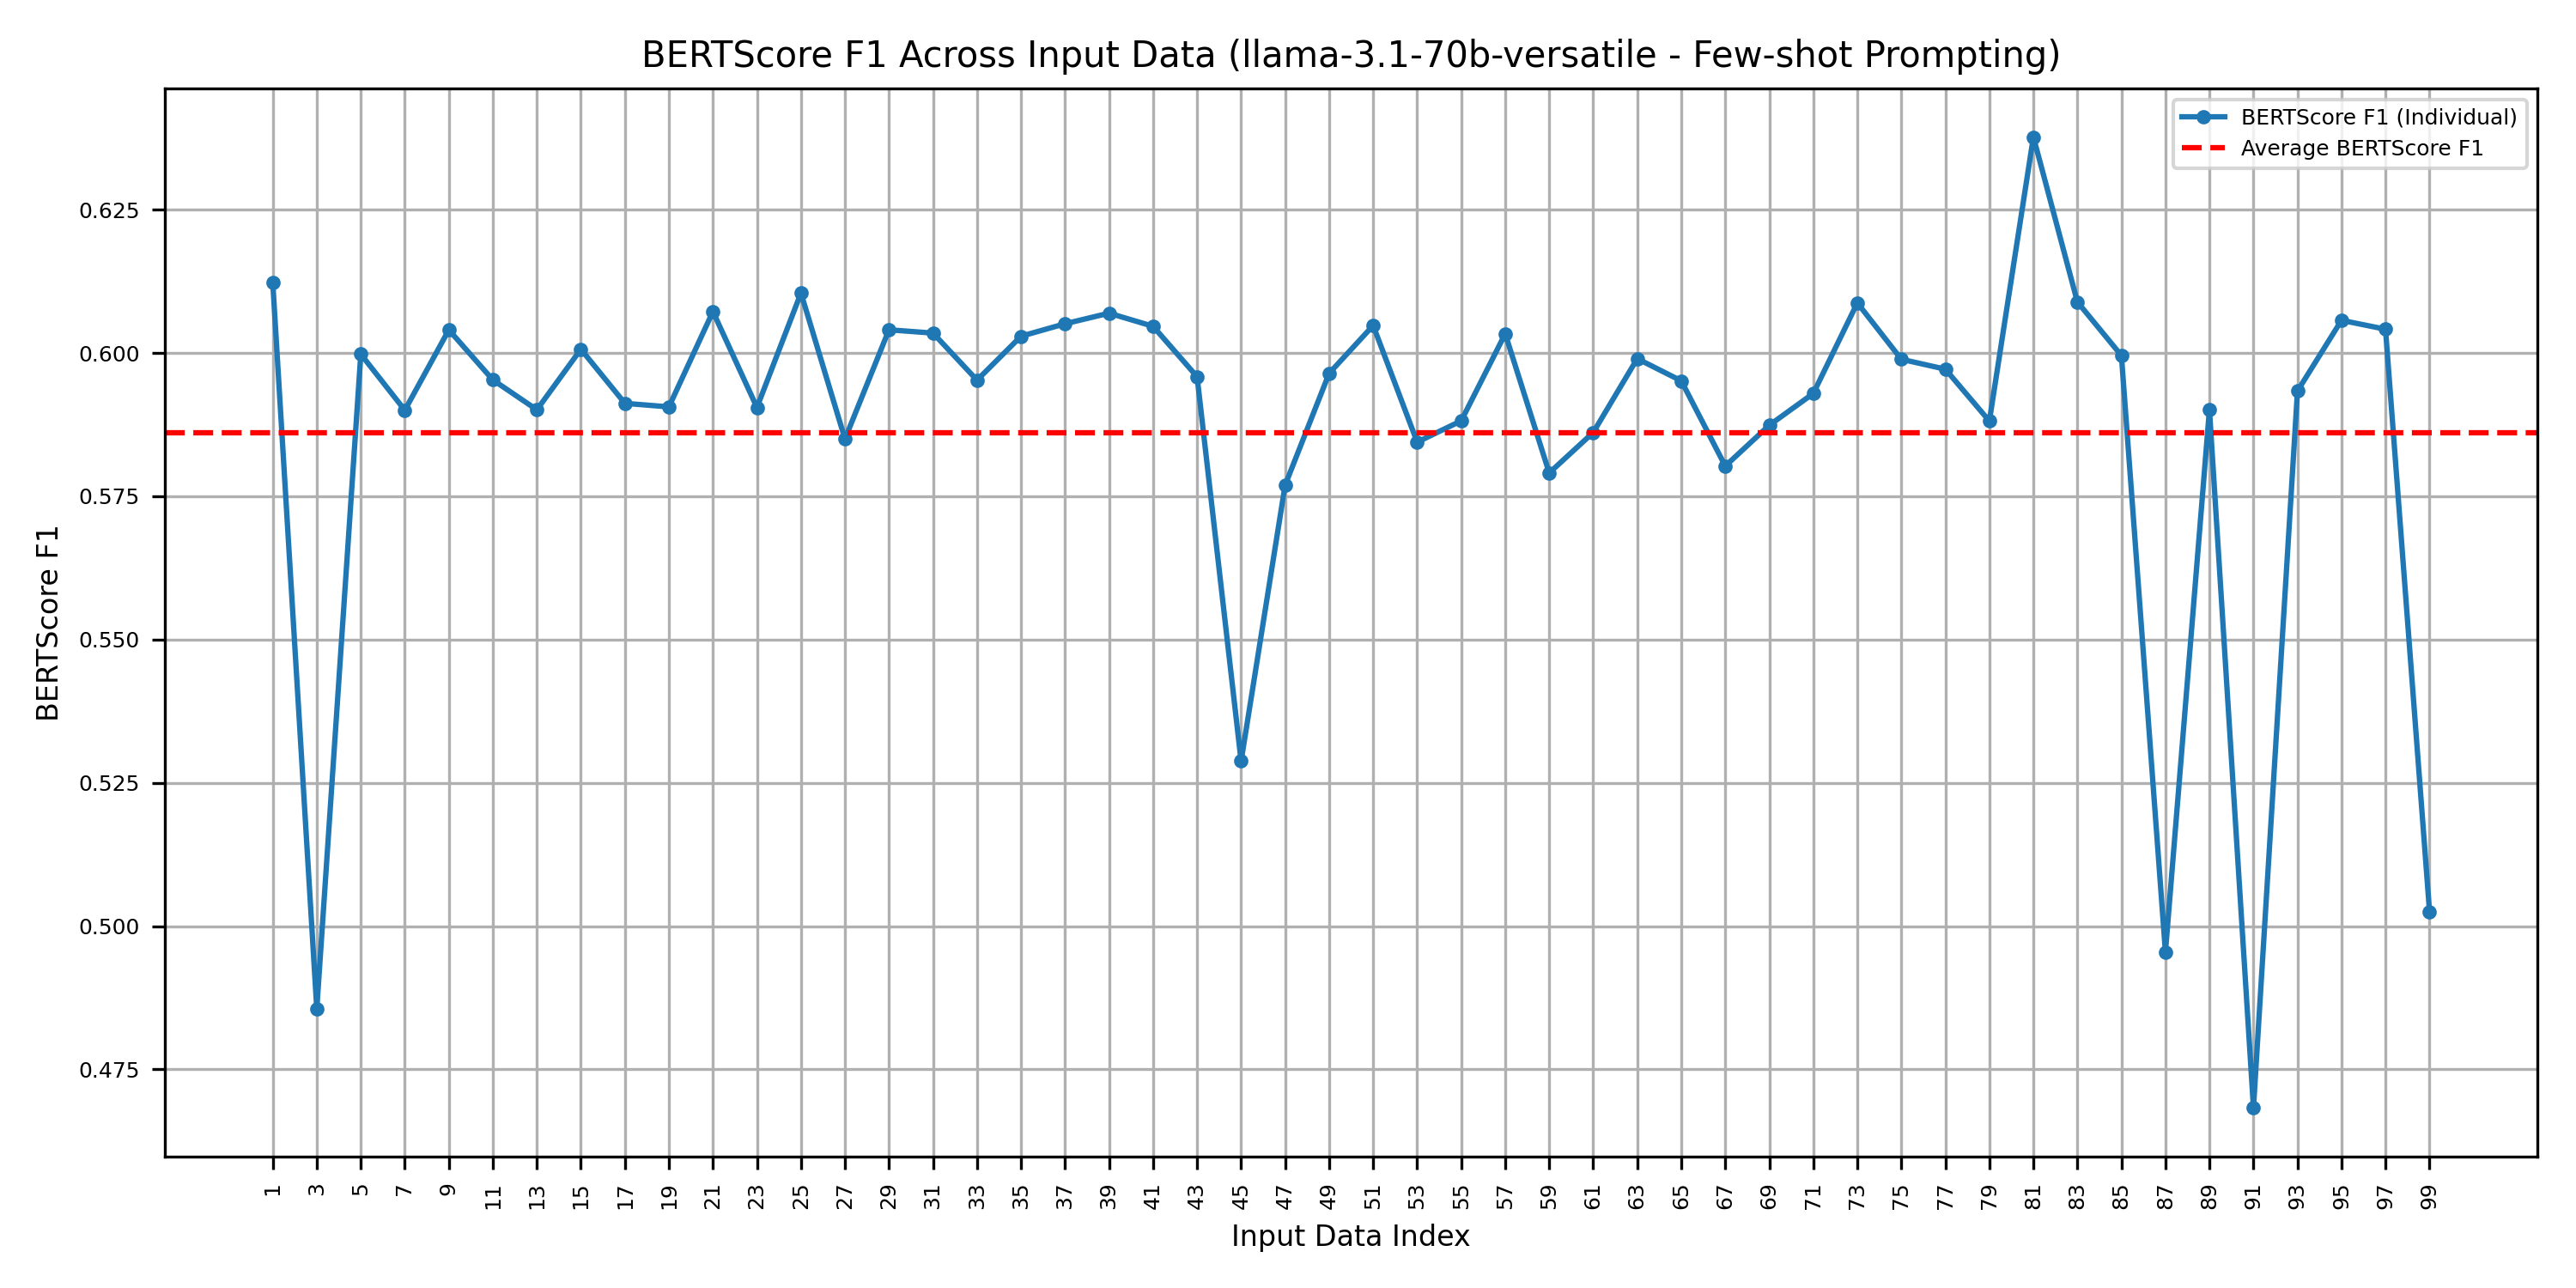 BERTScore F1 Across Input Data (llama-3.1-70b-versatile - Few-shot Prompting)
BERTScore F1 (Individual)
Average BERTScore F1
BERTScore F1
0.625
0.600
0.575
0.550
0.525
0.500
0.475
1 3 5 7 9 11 13 15 17 19 21 23 25 27 29 31 33 35 37 39 41 43 45 47 49 51 53 55 57 59 61 63 65 67 69 71 73 75 77 79 81 83 85 87 89 91 93 95 97 99
Input Data Index